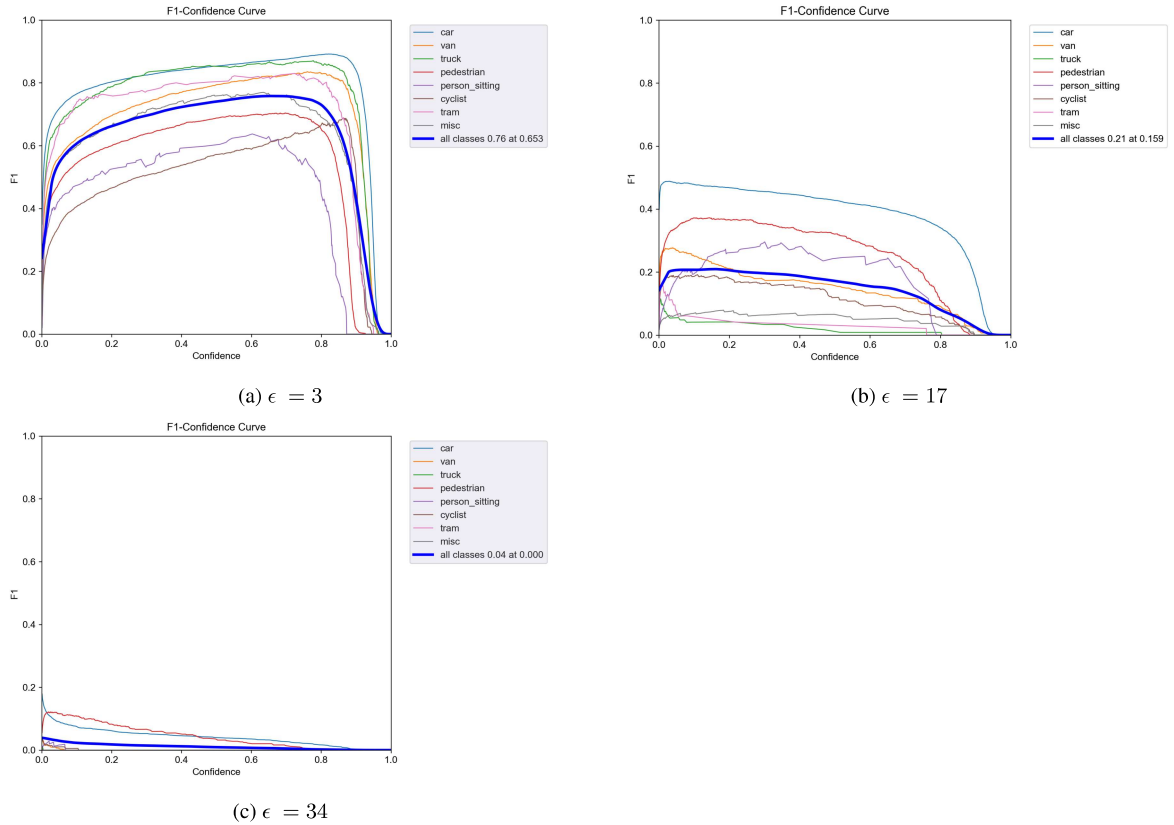 F1-Confidence Curve
1.0
0.8
0.6
0.4
0.2
0.0
F1
0.0 0.2 0.4 0.6 0.8 1.0
Confidence
car
van
truck
pedestrian
person_sitting
cyclist
tram
misc
all classes 0.76 at 0.653
(a) ϵ = 3
F1-Confidence Curve
1.0
0.8
0.6
0.4
0.2
0.0
F1
0.0 0.2 0.4 0.6 0.8 1.0
Confidence
car
van
truck
pedestrian
person_sitting
cyclist
tram
misc
all classes 0.21 at 0.159
(b) ϵ = 17
F1-Confidence Curve
1.0
0.8
0.6
0.4
0.2
0.0
F1
0.0 0.2 0.4 0.6 0.8 1.0
Confidence
car
van
truck
pedestrian
person_sitting
cyclist
tram
misc
all classes 0.04 at 0.000
(c) ϵ = 34